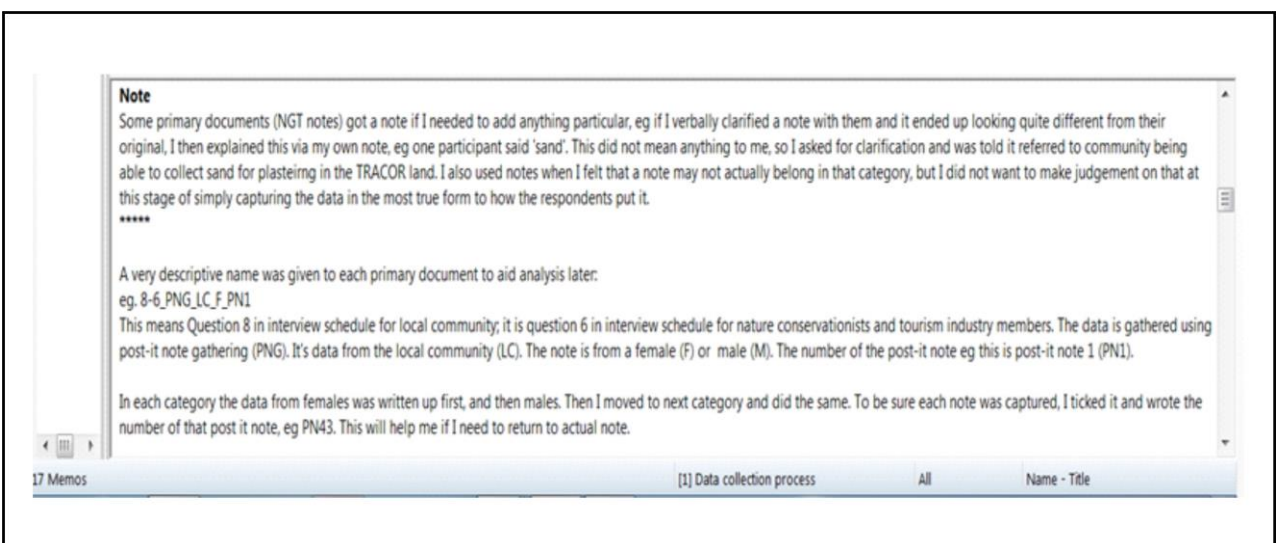 Note
Some primary documents (NGT notes) got a note if I needed to add anything particular, eg if I verbally clarified a note with them and it ended up looking quite different from their
original, I then explained this via my own note, eg one participant said 'sand'. This did not mean anything to me, so I asked for clarification and was told it referred to community being
able to collect sand for plasteirng in the TRACOR land. I also used notes when I felt that a note may not actually belong in that category, but I did not want to make judgement on that at
this stage of simply capturing the data in the most true form to how the respondents put it.
*****
A very descriptive name was given to each primary document to aid analysis later:
eg. 8-6_PNG_LC_F_PN1
This means Question 8 in interview schedule for local community; it is question 6 in interview schedule for nature conservationists and tourism industry members. The data is gathered using
post-it note gathering (PNG). It's data from the local community (LC). The note is from a female (F) or male (M). The number of the post-it note eg this is post-it note 1 (PN1).
In each category the data from females was written up first, and then males. Then I moved to next category and did the same. To be sure each note was captured, I ticked it and wrote the
number of that post it note, eg PN43. This will help me if I need to return to actual note.
17 Memos [1] Data collection process All Name - Title